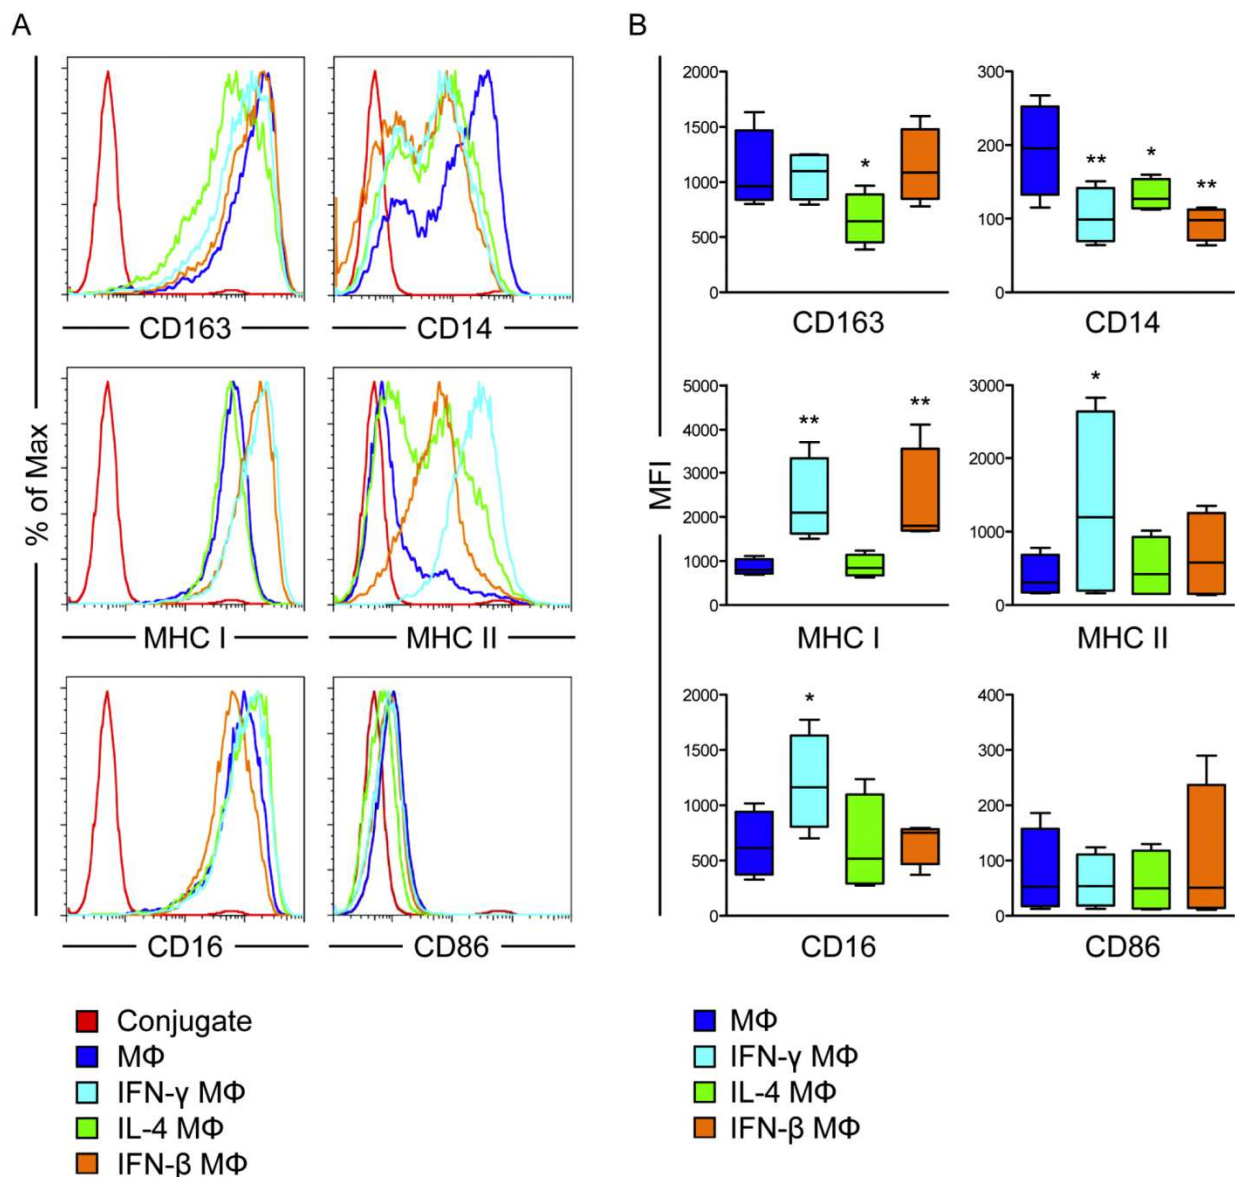 A
B
% of Max
CD163
CD14
MHC I
MHC II
CD16
CD86
Conjugate
MΦ
IFN-γ MΦ
IL-4 MΦ
IFN-β MΦ
MFI
2000
1500
1000
500
0
CD163
300
200
100
0
* ** * **
CD14
5000
4000
3000
2000
1000
0
** **
MHC I
3000
2000
1000
0
*
MHC II
2000
1500
1000
500
0
*
CD16
400
300
200
100
0
CD86
MΦ
IFN-γ MΦ
IL-4 MΦ
IFN-β MΦ